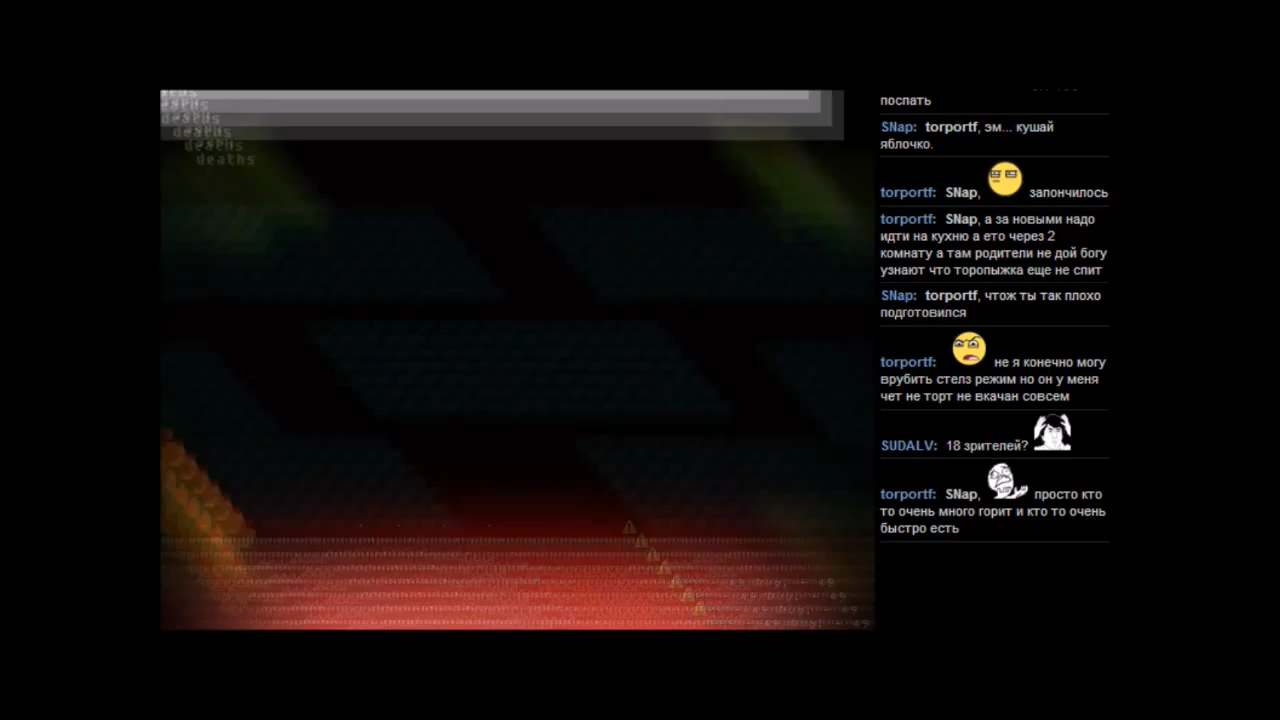 eaths
deaths
deaths
deaths
deaths
поспать
SNap: torportf, эм... кушай
яблочко.
torportf: SNap, запончилось
torportf: SNap, а за новыми надо
идти на кухню а ето через 2
комнату а там родители не дой богу
узнают что торопыжка еще не спит
SNap: torportf, чтож ты так плохо
подготовился
torportf: не я конечно могу
врубить стелз режим но он у меня
чет не торт не вкачан совсем
SUDALV: 18 зрителей?
torportf: SNap, просто кто
то очень много горит и кто то очень
быстро есть